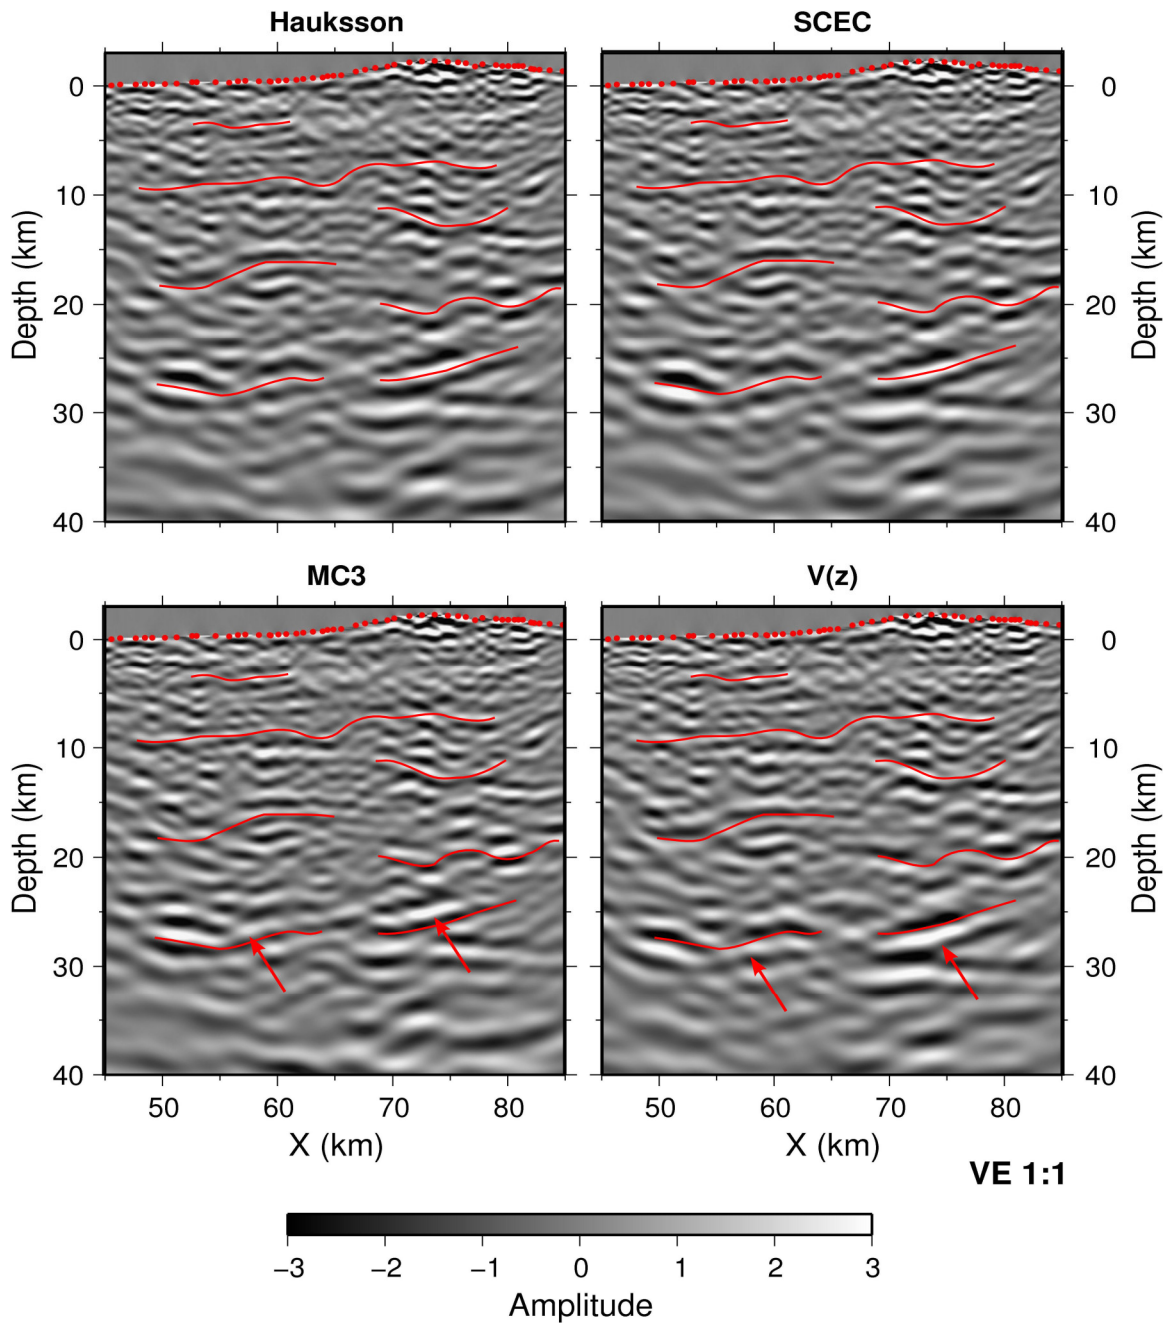 Hauksson SCEC
0 0
10 10
20 20
30 30
40 40
Depth (km) Depth (km)
MC3 V(z)
0 0
10 10
20 20
30 30
40 40
Depth (km) Depth (km)
50 60 70 80 50 60 70 80
X (km) X (km)
VE 1:1
−3 −2 −1 0 1 2 3
Amplitude